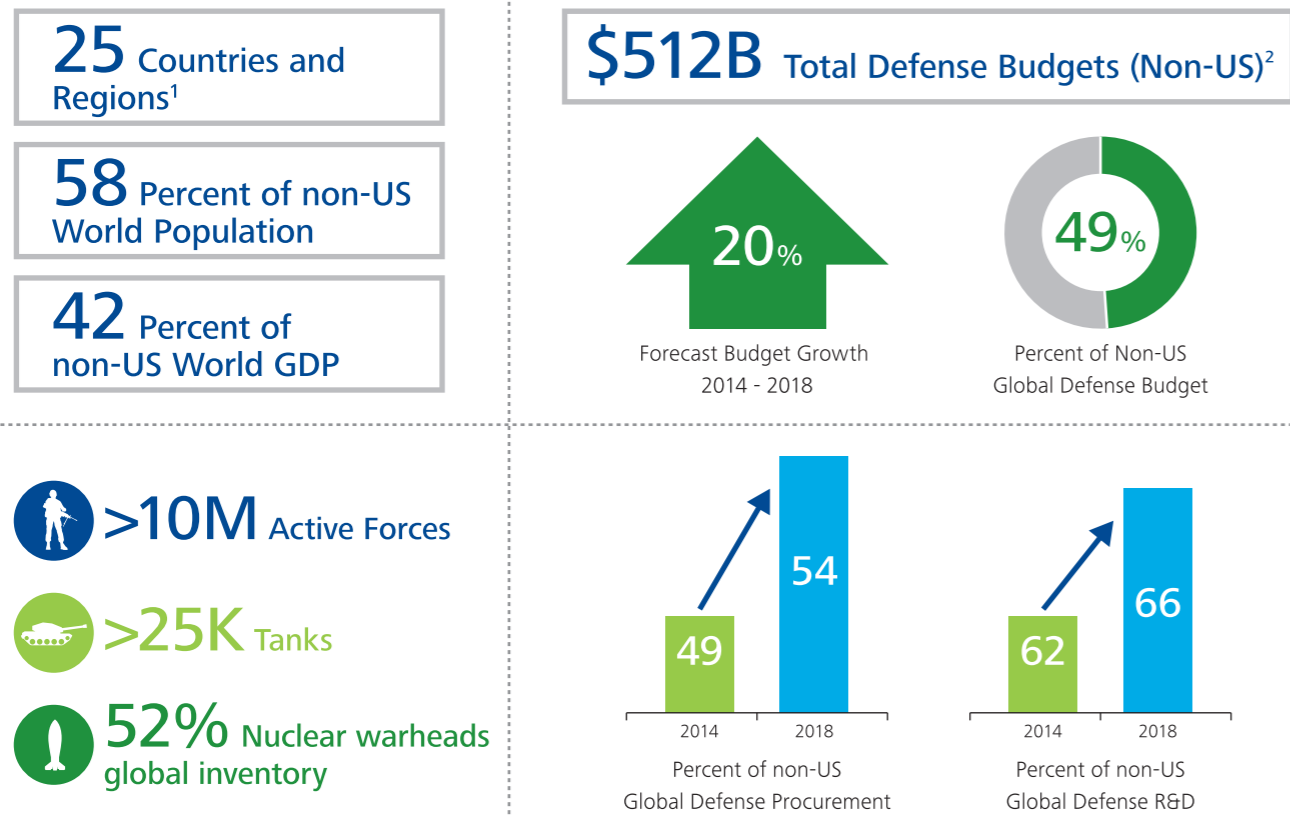 25 Countries and
Regions¹
58 Percent of non-US
World Population
42 Percent of
non-US World GDP
$512B Total Defense Budgets (Non-US)²
20%
Forecast Budget Growth
2014 - 2018
49%
Percent of Non-US
Global Defense Budget
>10M Active Forces
>25K Tanks
52% Nuclear warheads
global inventory
49
54
2014
2018
Percent of non-US
Global Defense Procurement
62
66
2014
2018
Percent of non-US
Global Defense R&D